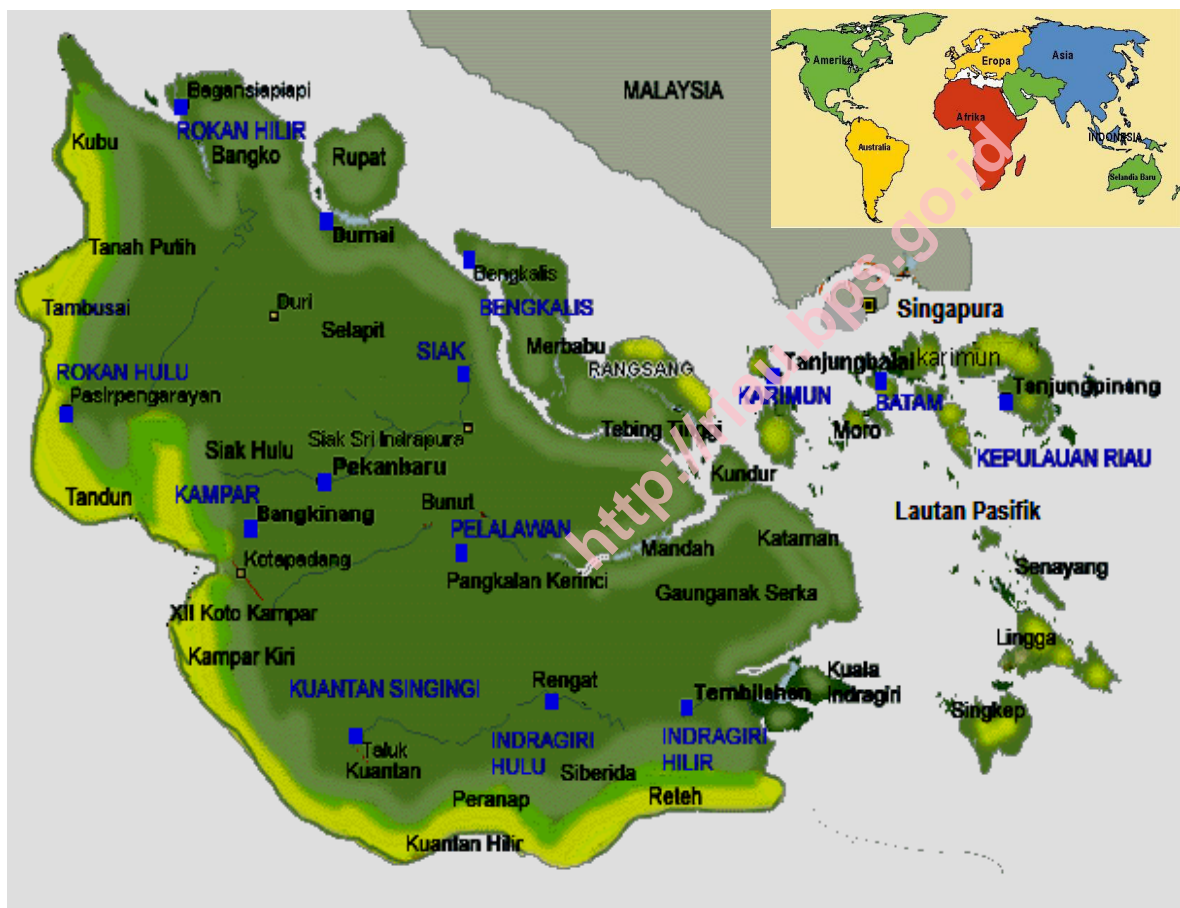 MALAYSIA
Amerika
Eropa
Asia
Afrika
INDONESIA
Australia
Selandia Baru
Bagansiapiapi
ROKAN HILIR
Bangko
Kubu
Rupat
Dumai
Tanah Putih
Bengkalis
BENGKALIS
Tambusai
Duri
Selapit
Singapura
Merbabu
SIAK
RANGSANG
Tanjungbalai
karimun
ROKAN HULU
Pasirpengarayan
KARIMUN
BATAM
Tanjungpinang
Siak Hulu
Siak Sri Indrapura
Tebing Tinggi
Moro
KEPULAUAN RIAU
Pekanbaru
Kundur
Tandun
KAMPAR
Bangkinang
Bunut
PELALAWAN
Lautan Pasifik
Kataman
Mandah
Kotapadang
Pangkalan Kerinci
Gaunganak Serka
Senayang
XII Koto Kampar
Kampar Kiri
Lingga
KUANTAN SINGINGI
Rengat
Tembilahan
Kuala
Indragiri
Singkep
Taluk
Kuantan
INDRAGIRI
HULU
INDRAGIRI
HILIR
Siberida
Peranap
Reteh
Kuantan Hilir
http://riau.bps.go.id